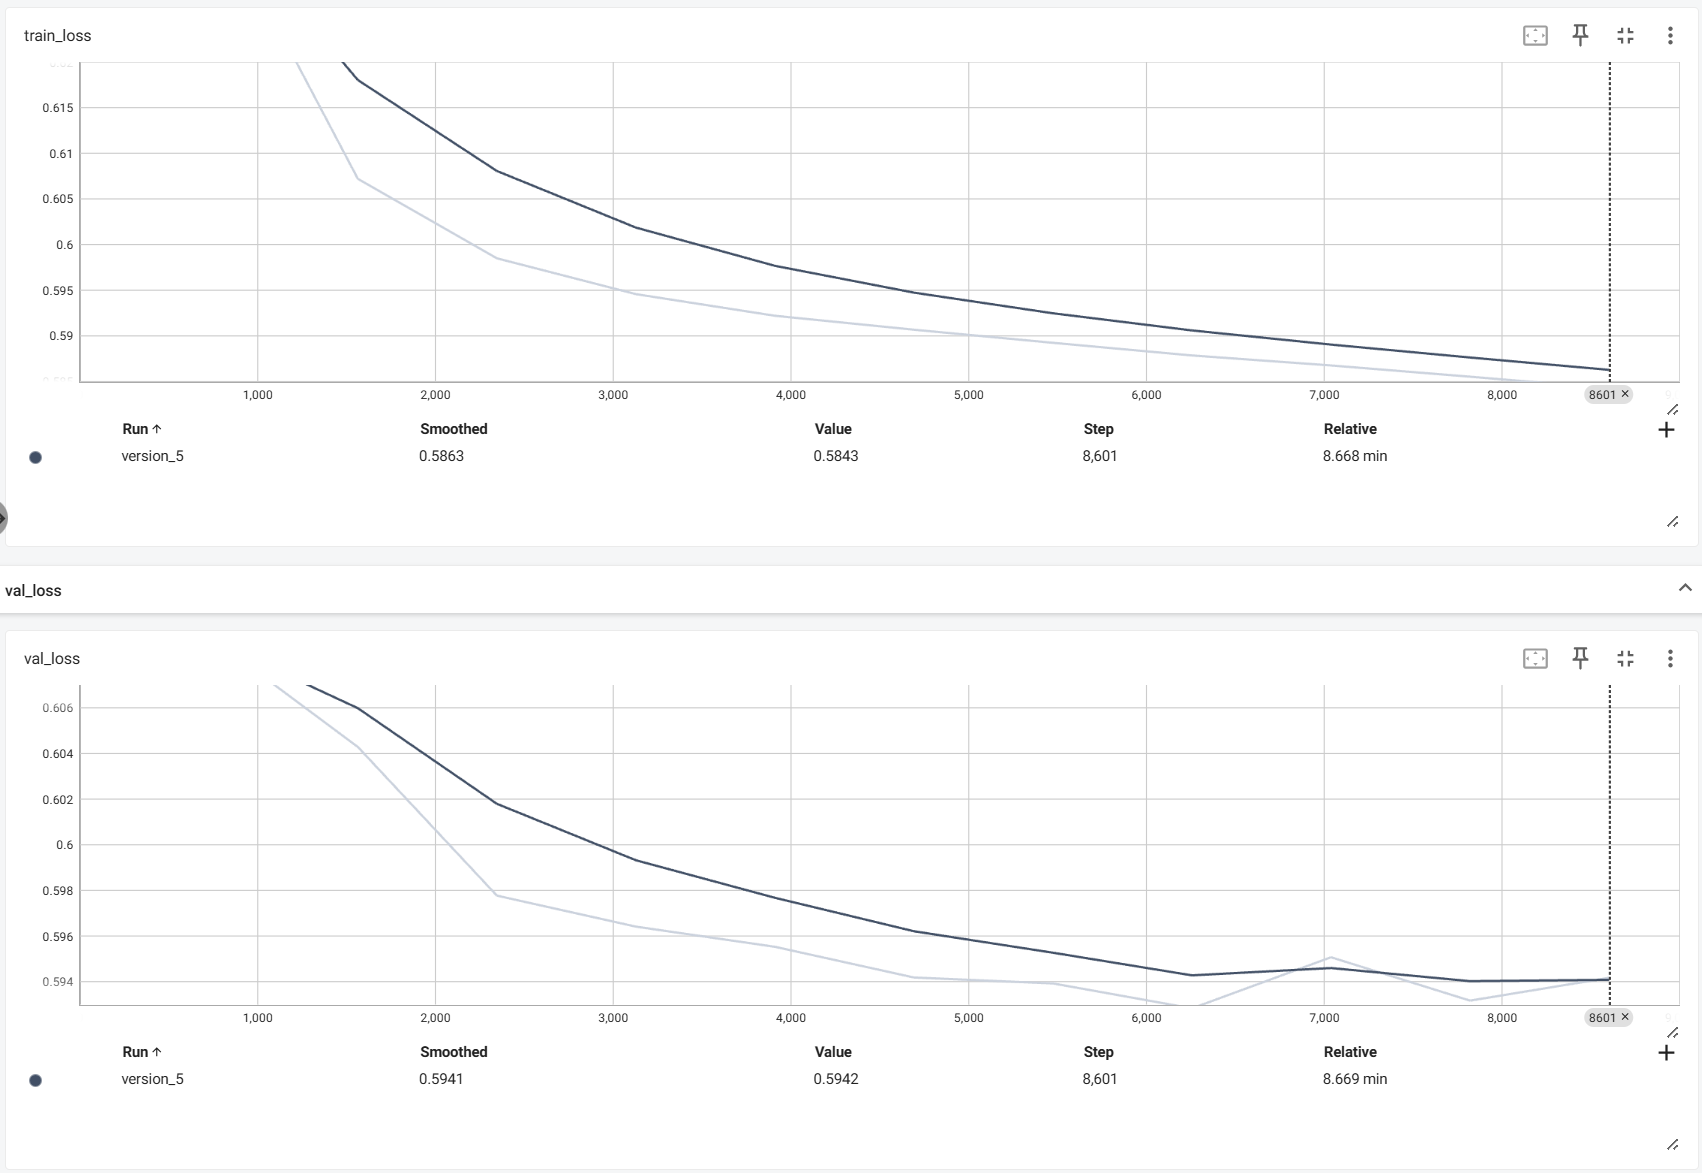 train_loss
0.62
0.615
0.61
0.605
0.6
0.595
0.59
0.585
1,000 2,000 3,000 4,000 5,000 6,000 7,000 8,000 8601 ×
Run ↑ Smoothed Value Step Relative
version_5 0.5863 0.5843 8,601 8.668 min
val_loss
val_loss
0.606
0.604
0.602
0.6
0.598
0.596
0.594
1,000 2,000 3,000 4,000 5,000 6,000 7,000 8,000 8601 ×
Run ↑ Smoothed Value Step Relative
version_5 0.5941 0.5942 8,601 8.669 min